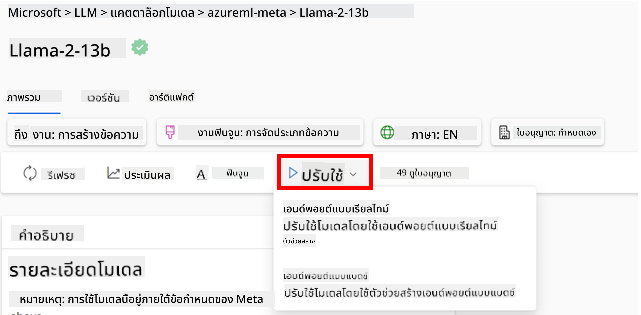 Microsoft > LLM > แคตตาล็อกโมเดล > azureml-meta > Llama-2-13b
Llama-2-13b
ภาพรวม เวอร์ชัน อาร์ติแฟกต์
ถึง งาน: การสร้างข้อความ งานฟินจูน: การจัดประเภทข้อความ ภาษา: EN ใบอนุญาต: กำหนดเอง
รีเฟรช ประเมินผล ฟินจูน ปรับใช้ 49 ดูใบอนุญาต
เอนด์พอยต์แบบเรียลไทม์
ปรับใช้โมเดลโดยใช้เอนด์พอยต์แบบเรียลไทม์
ตัวช่วยสร้าง
เอนด์พอยต์แบบแบตช์
ปรับใช้โมเดลโดยใช้ตัวช่วยสร้างเอนด์พอยต์แบบแบตช์
คำอธิบาย
รายละเอียดโมเดล
หมายเหตุ: การใช้โมเดลนี้อยู่ภายใต้ข้อกำหนดของ Meta